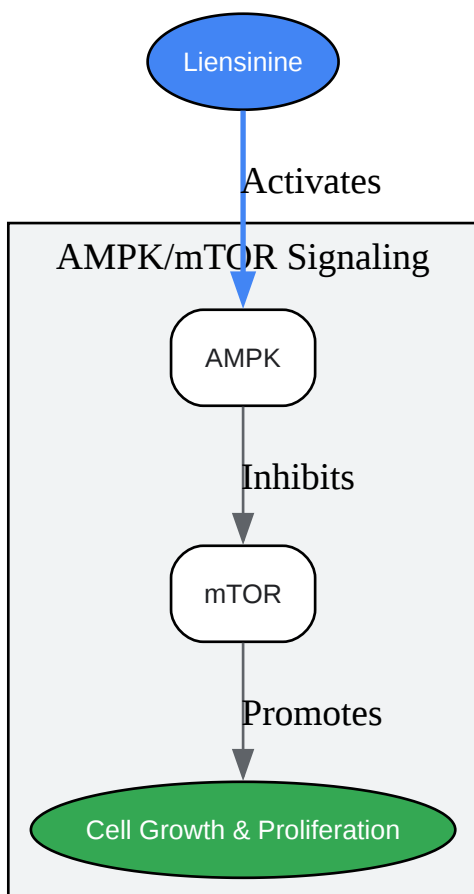 Liensinine
Activates
AMPK/mTOR Signaling
AMPK
Inhibits
mTOR
Promotes
Cell Growth & Proliferation